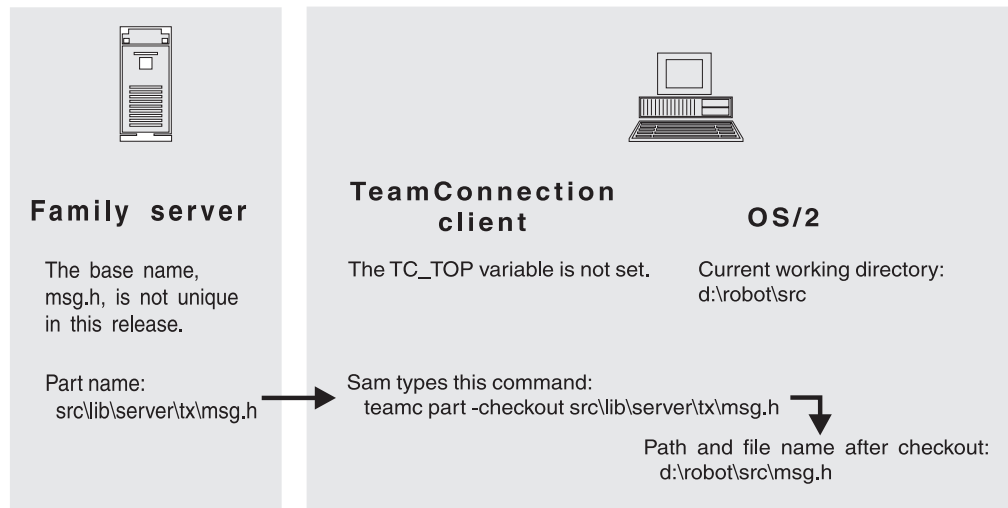 Family server
The base name,
msg.h, is not unique
in this release.
Part name:
src\lib\server\tx\msg.h
TeamConnection
client
OS/2
The TC_TOP variable is not set.
Current working directory:
d:\robot\src
Sam types this command:
teamc part -checkout src\lib\server\tx\msg.h
Path and file name after checkout:
d:\robot\src\msg.h